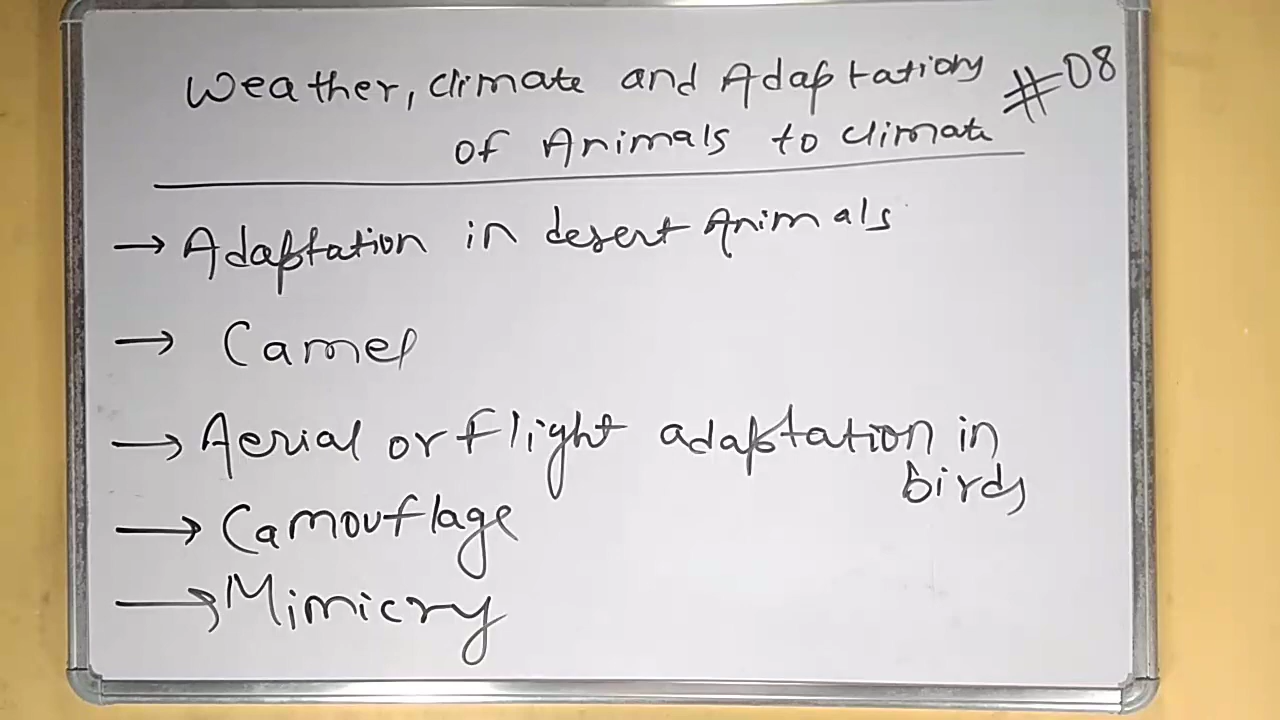 Weather, climate and Adaptations #08
of Animals to climate
→ Adaptation in desert Animals
→ Camel
→ Aerial or flight adaptation in
birds
→ Camouflage
→ Mimicry